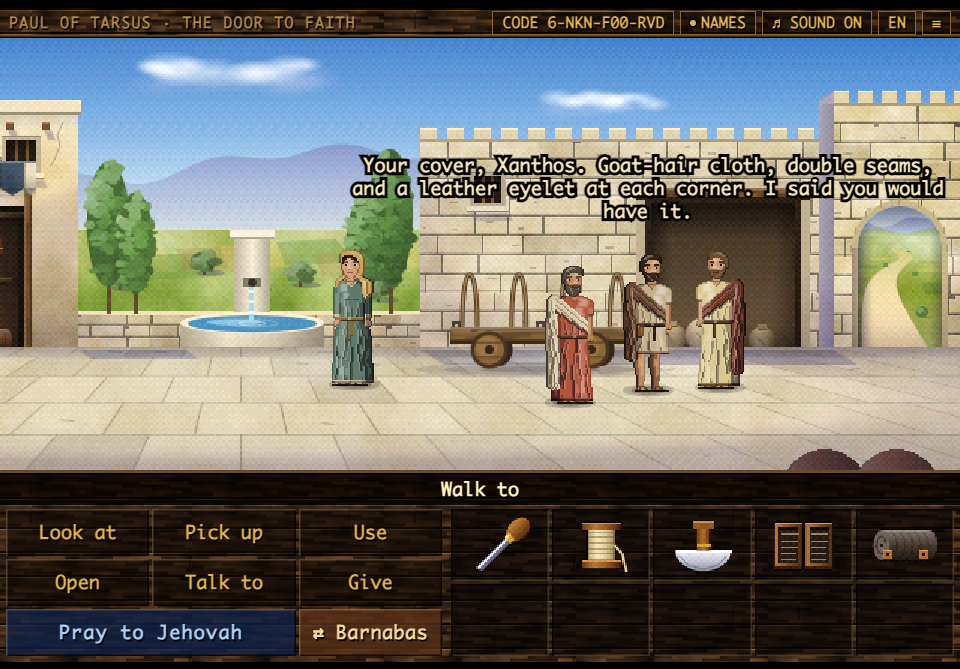 PAUL OF TARSUS · THE DOOR TO FAITH
CODE 6-NKN-F00-RVD
• NAMES
♬ SOUND ON
EN
≡
Your cover, Xanthos. Goat-hair cloth, double seams,
and a leather eyelet at each corner. I said you would
have it.
Walk to
Look at
Pick up
Use
Open
Talk to
Give
Pray to Jehovah
⇄ Barnabas